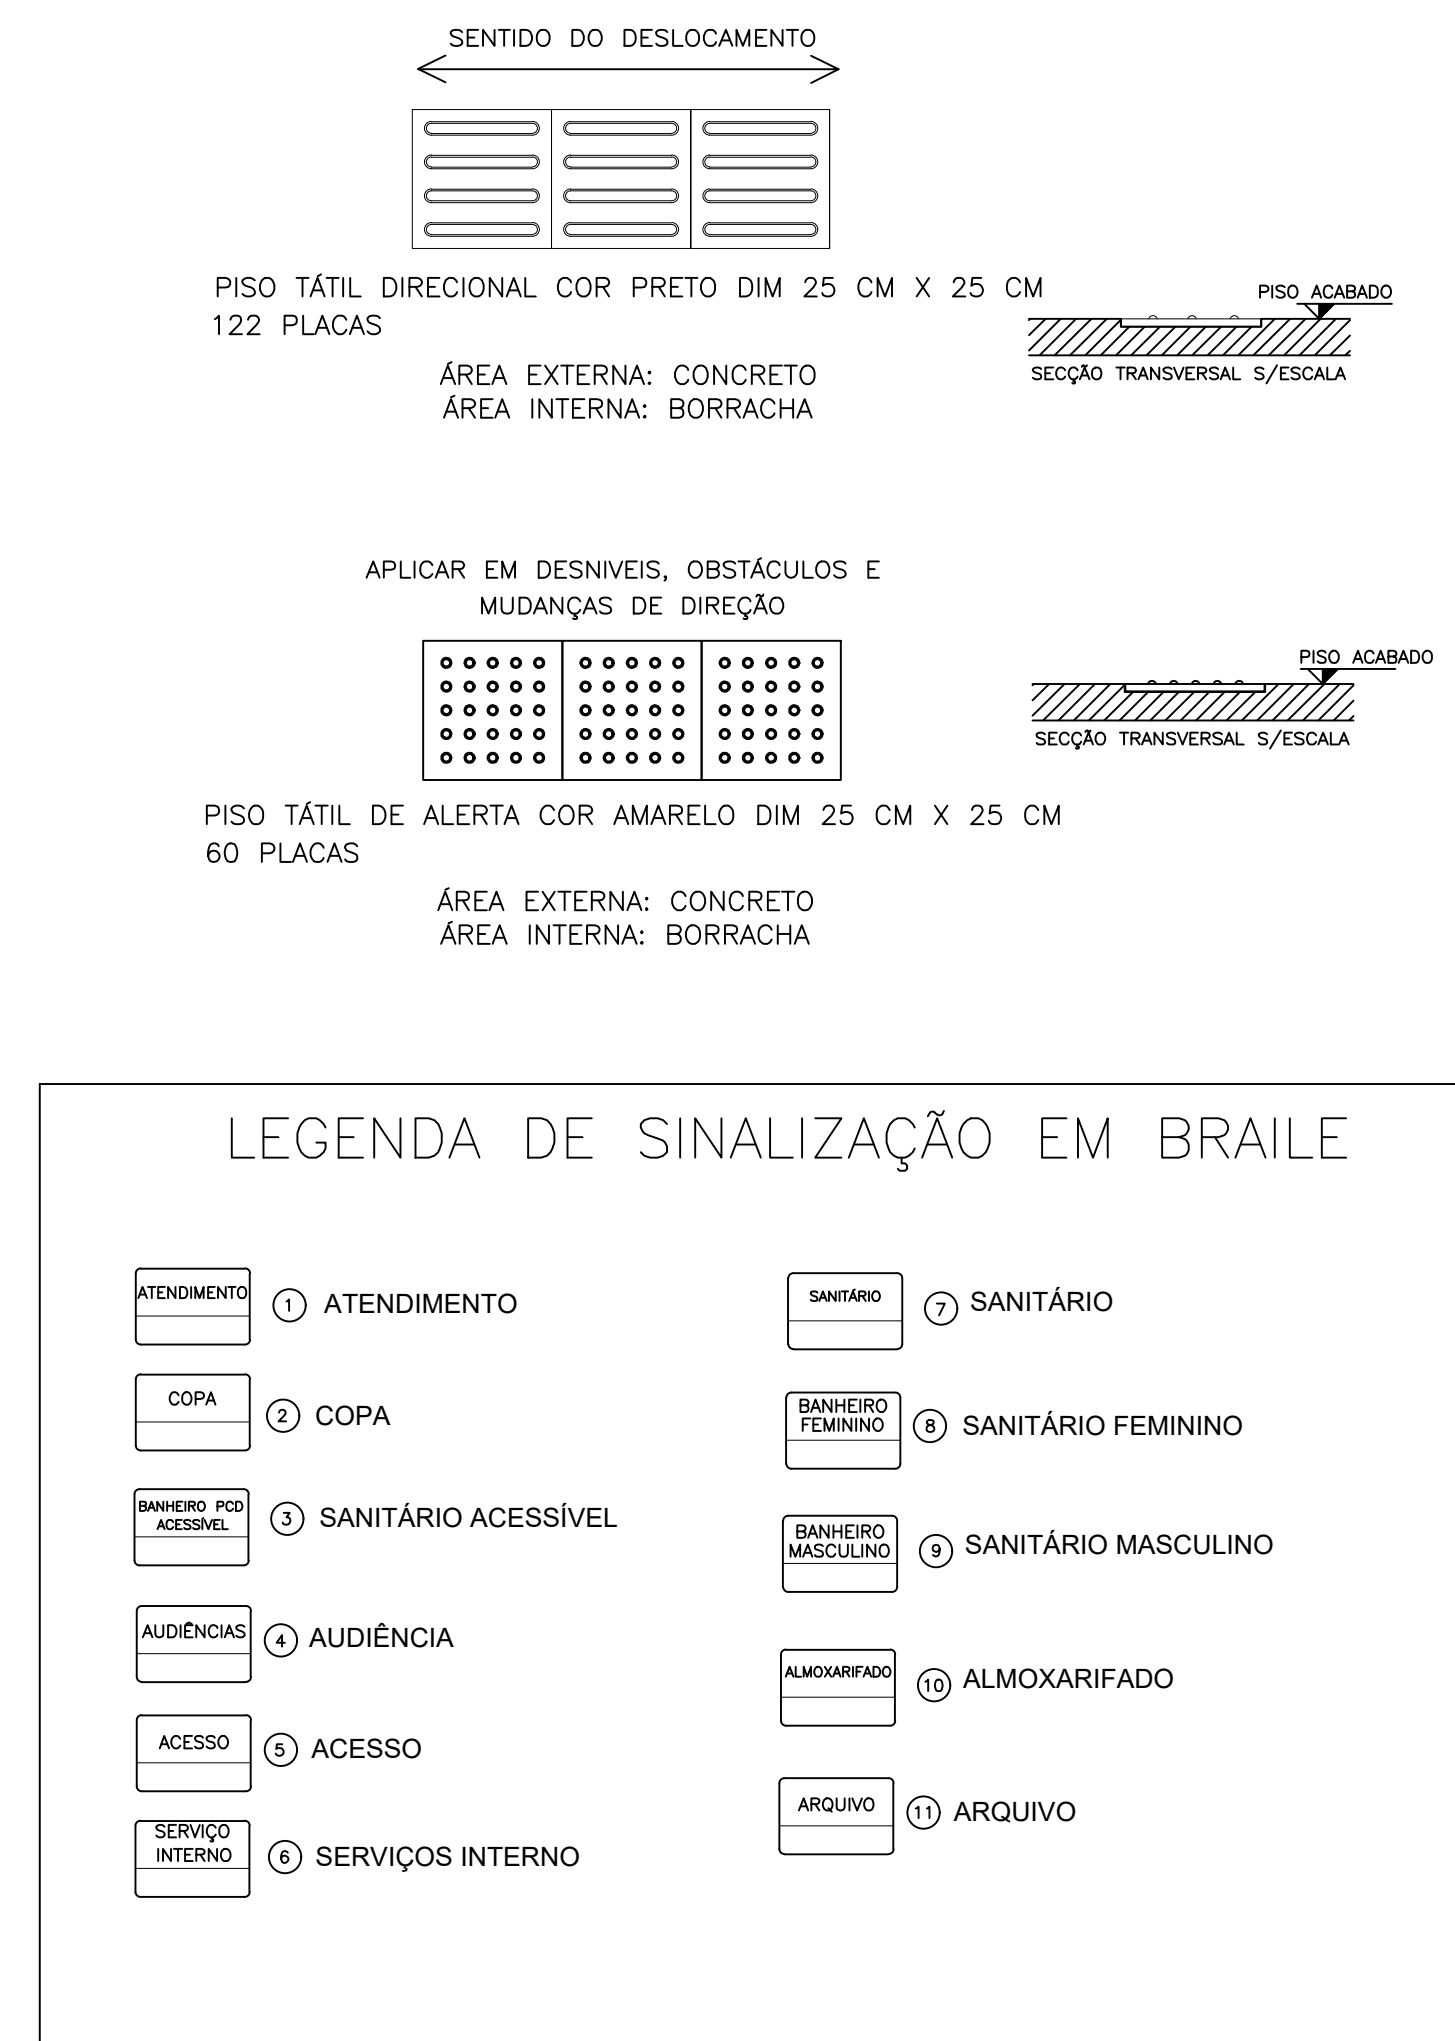 SENTIDO DO DESLOCAMENTO
PISO TÁTIL DIRECIONAL COR PRETO DIM 25 CM X 25 CM
122 PLACAS
ÁREA EXTERNA: CONCRETO
ÁREA INTERNA: BORRACHA
PISO ACABADO
SECÇÃO TRANSVERSAL S/ESCALA
APLICAR EM DESNIVEIS, OBSTÁCULOS E
MUDANÇAS DE DIREÇÃO
PISO ACABADO
SECÇÃO TRANSVERSAL S/ESCALA
PISO TÁTIL DE ALERTA COR AMARELO DIM 25 CM X 25 CM
60 PLACAS
ÁREA EXTERNA: CONCRETO
ÁREA INTERNA: BORRACHA
LEGENDA DE SINALIZAÇÃO EM BRAILE
ATENDIMENTO
1 ATENDIMENTO
COPA
2 COPA
BANHEIRO PCD
ACESSÍVEL
3 SANITÁRIO ACESSÍVEL
AUDIÊNCIAS
4 AUDIÊNCIA
ACESSO
5 ACESSO
SERVIÇO
INTERNO
6 SERVIÇOS INTERNO
SANITÁRIO
7 SANITÁRIO
BANHEIRO
FEMININO
8 SANITÁRIO FEMININO
BANHEIRO
MASCULINO
9 SANITÁRIO MASCULINO
ALMOXARIFADO
10 ALMOXARIFADO
ARQUIVO
11 ARQUIVO